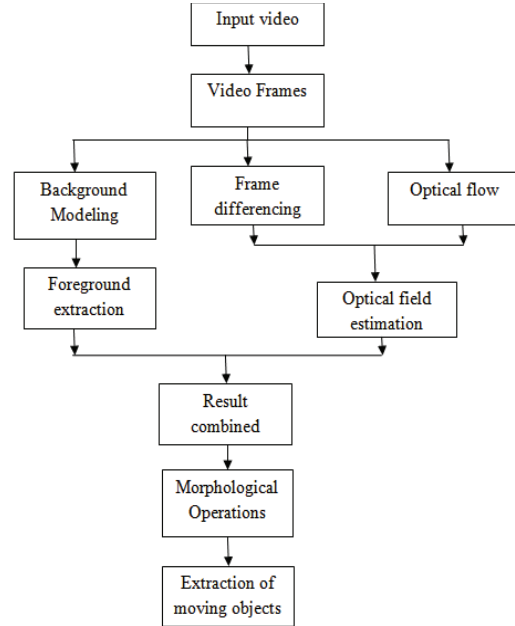 Input video
Video Frames
Background
Modeling
Frame
differencing
Optical flow
Foreground
extraction
Optical field
estimation
Result
combined
Morphological
Operations
Extraction of
moving objects